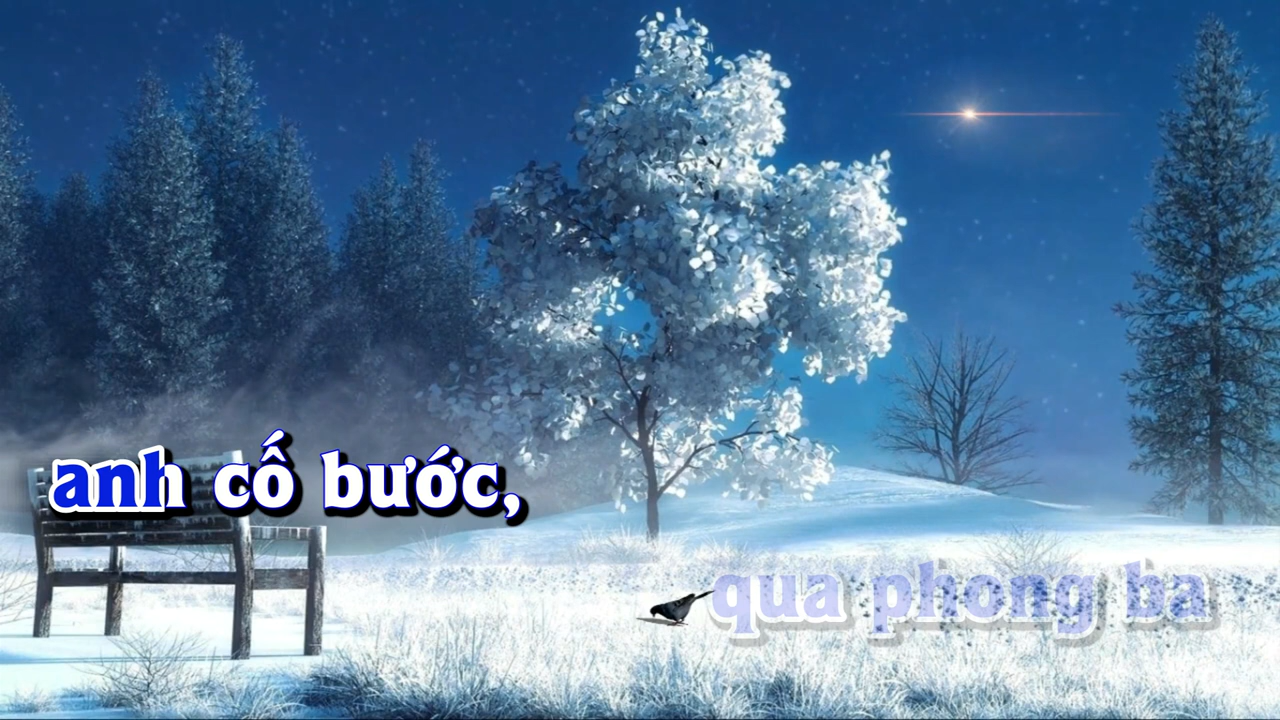 anh cố bước,
qua phong ba